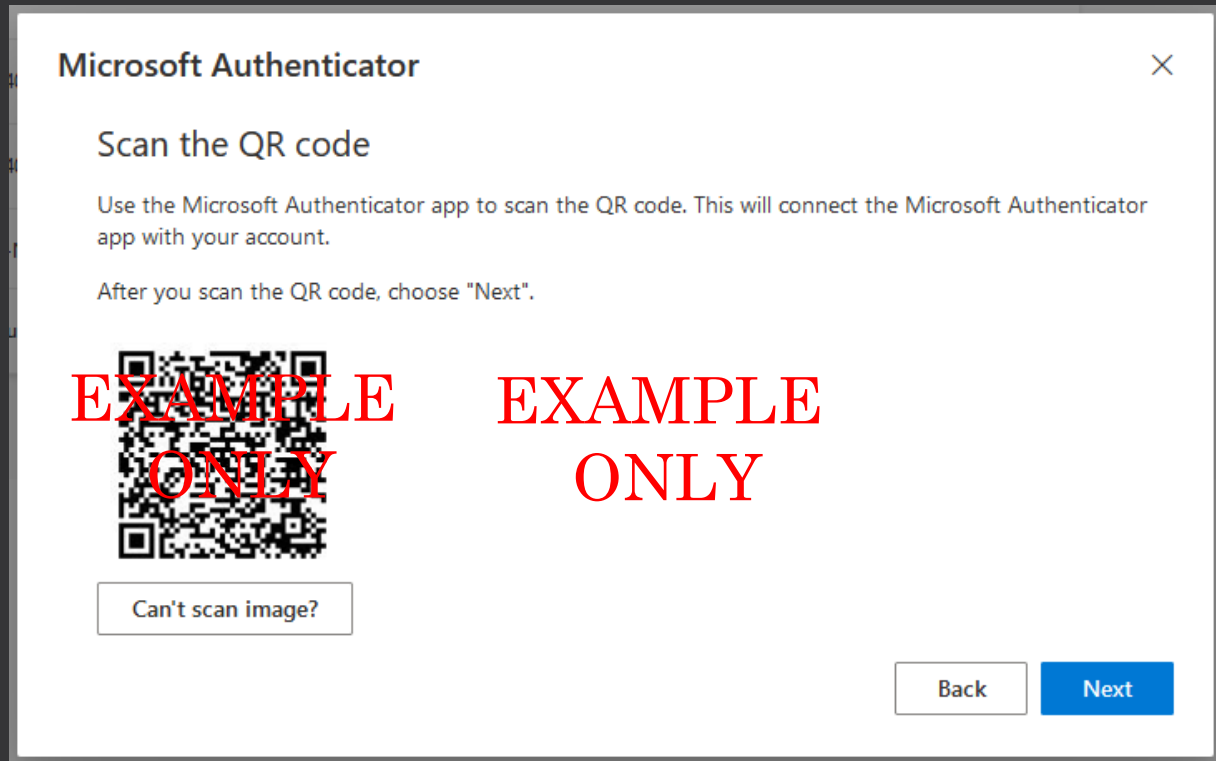 Microsoft Authenticator
Scan the QR code
Use the Microsoft Authenticator app to scan the QR code. This will connect the Microsoft Authenticator
app with your account.
After you scan the QR code, choose "Next".
EXAMPLE
ONLY
EXAMPLE
ONLY
Can't scan image?
Back
Next